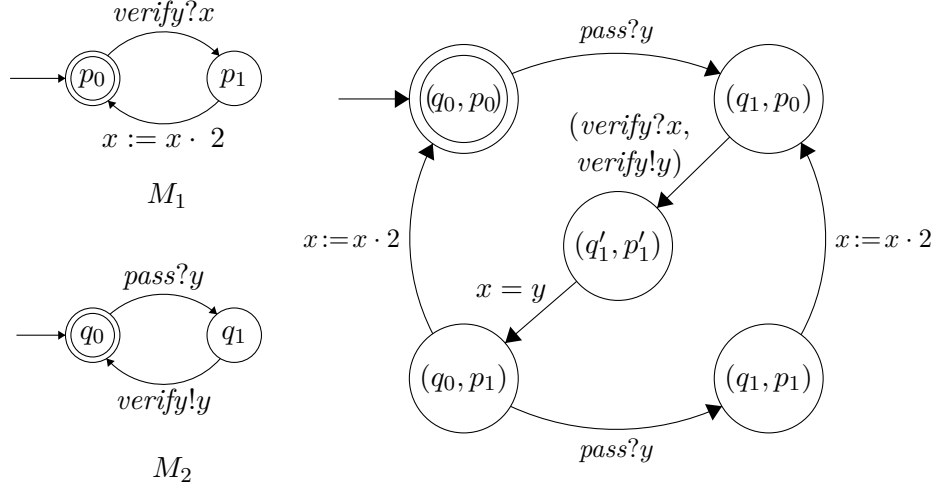 verify?x
p₀
p₁
x := x · 2
M₁
pass?y
q₀
q₁
verify!y
M₂
pass?y
(q₀, p₀)
(q₁, p₀)
(verify?x,
verify!y)
(q′₁, p′₁)
x:=x · 2
x:=x · 2
x = y
(q₀, p₁)
(q₁, p₁)
pass?y